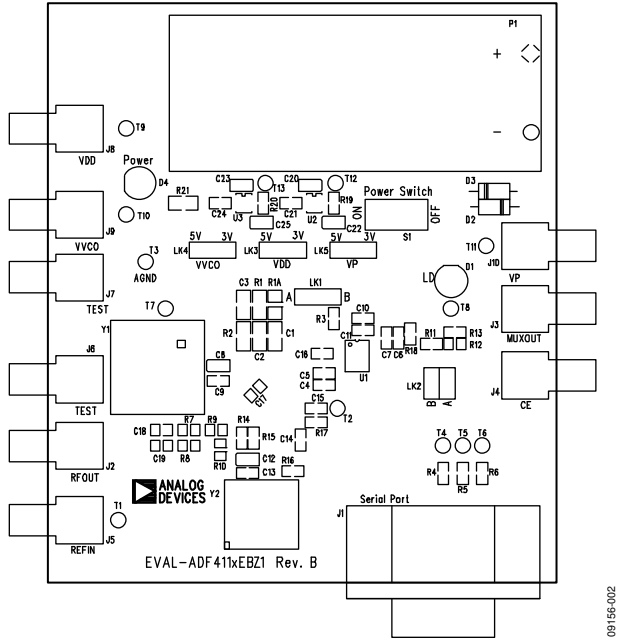 P1
+
-
J8
VDD
T9
Power
D4
T10
J9
VVCO
T3
AGND
J7
TEST
T7
R21
C23
C24
U3
T13
R20
C25
C20
C21
U2
T12
R19
C22
Power Switch
ON
OFF
S1
D3
D2
T11
J10
VP
5V 3V
LK4
VVCO
5V 3V
LK3
VDD
5V 3V
LK5
VP
LD
D1
T8
J3
MUXOUT
C3 R1 R1A
LK1
A B
R3
C10
C11
R2
C2
C1
C7 C6 R18
R11
R13
R12
Y1
J6
TEST
C8
C9
C16
C5
C4
U1
LK2
B A
J4
CE
C17
C15
R17
T2
C18
R7 R9
C19 R8
R10
R14
R15
C14
C12
C13
R16
T4 T5 T6
R4
R5
R6
J2
RFOUT
ANALOG
DEVICES
Y2
T1
J5
REFIN
Serial Port
J1
EVAL-ADF411xEBZ1 Rev. B
09156-002